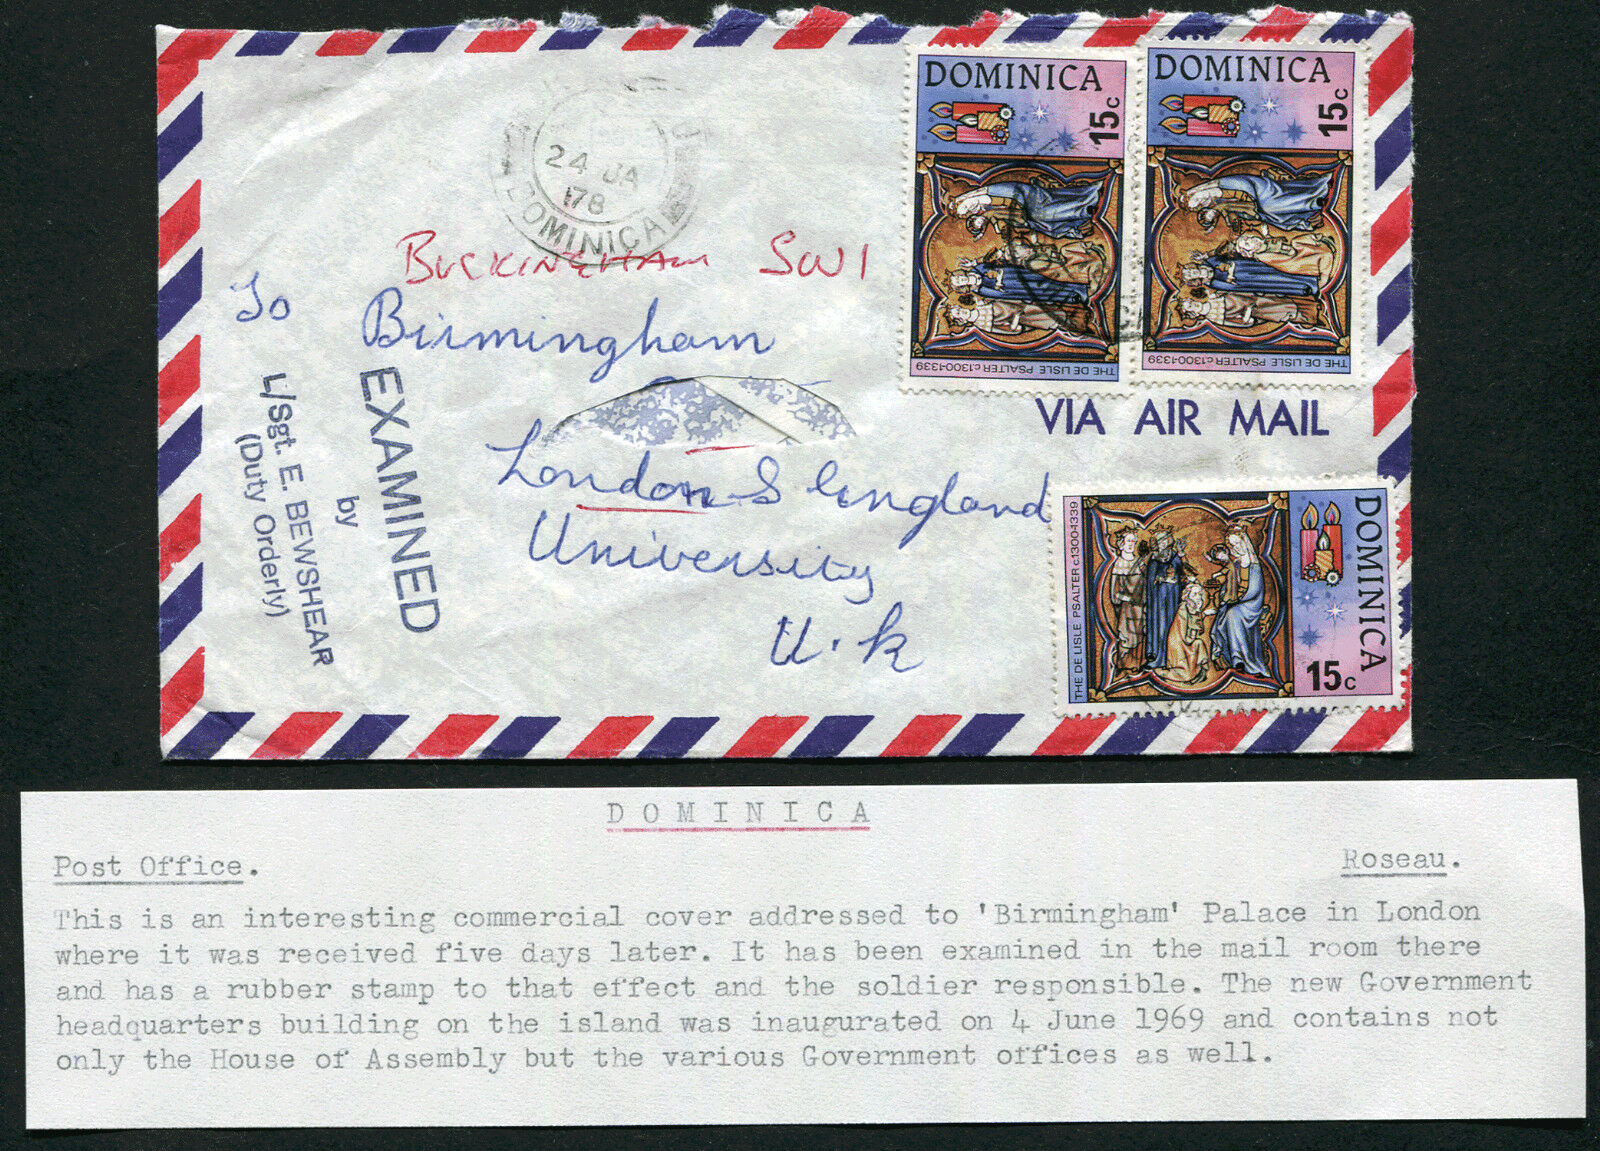 DOMINICA
15c
THE DE LISLE PSALTER c1300-1339
DOMINICA
15c
THE DE LISLE PSALTER c1300-1339
24 JA
178
DOMINICA
BUCKINGHAM SW1
To Birmingham
London S England
University
U.K
EXAMINED
by
L/Sgt. E. BEWSHEAR
(Duty Orderly)
VIA AIR MAIL
DOMINICA
15c
THE DE LISLE PSALTER c1300-1339
DOMINICA
Post Office. Roseau.
This is an interesting commercial cover addressed to 'Birmingham' Palace in London
where it was received five days later. It has been examined in the mail room there
and has a rubber stamp to that effect and the soldier responsible. The new Government
headquarters building on the island was inaugurated on 4 June 1969 and contains not
only the House of Assembly but the various Government offices as well.